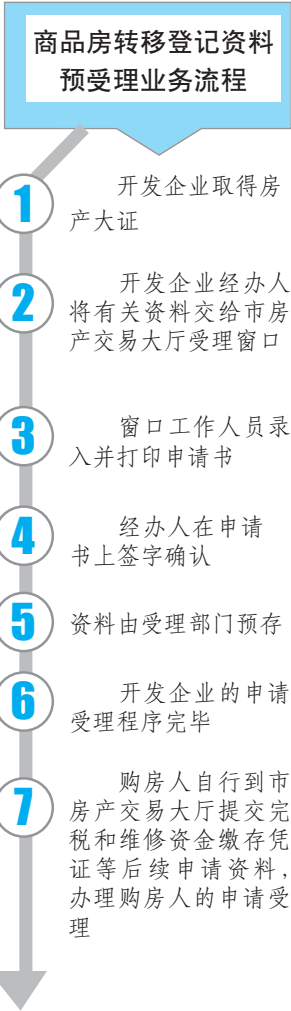 商品房转移登记资料
预受理业务流程
1
开发企业取得房
产大证
2
开发企业经办人
将有关资料交给市房
产交易大厅受理窗口
3
窗口工作人员录
入并打印申请书
4
经办人在申请
书上签字确认
5
资料由受理部门预存
6
开发企业的申请
受理程序完毕
7
购房人自行到市
房产交易大厅提交完
税和维修资金缴存凭
证等后续申请资料，
办理购房人的申请受
理